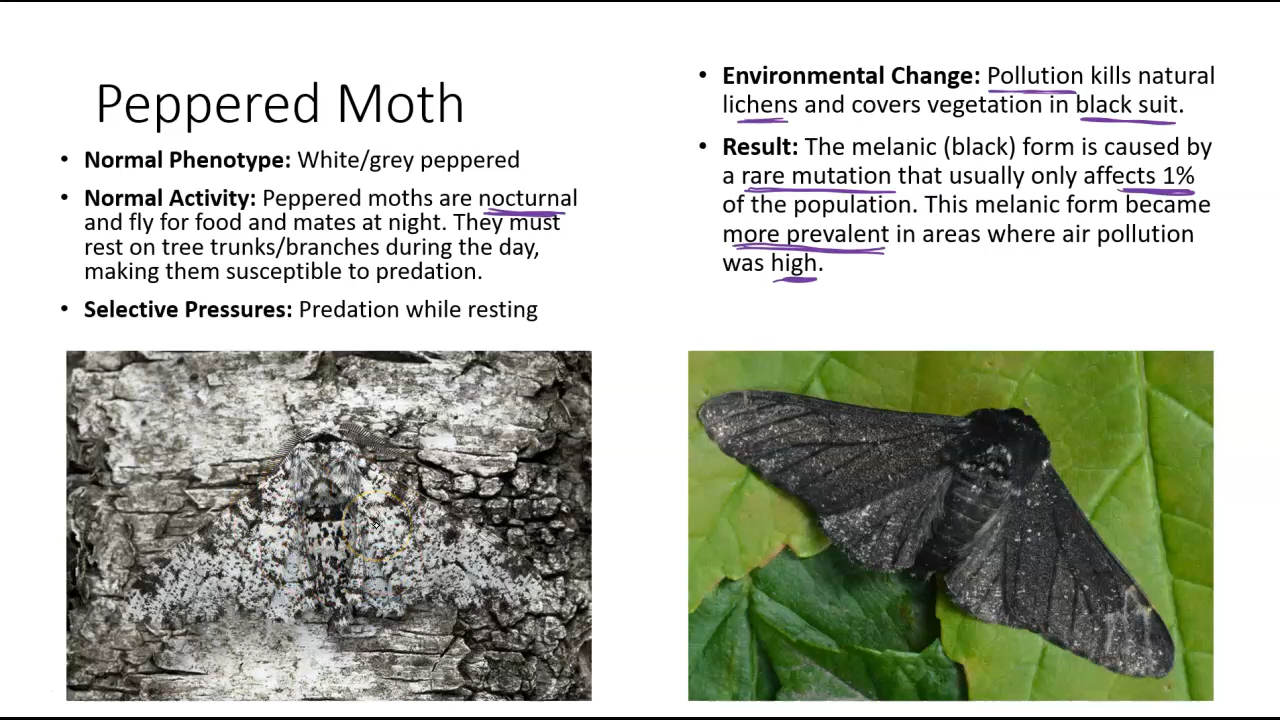 Peppered Moth
• Normal Phenotype: White/grey peppered
• Normal Activity: Peppered moths are nocturnal
and fly for food and mates at night. They must
rest on tree trunks/branches during the day,
making them susceptible to predation.
• Selective Pressures: Predation while resting
• Environmental Change: Pollution kills natural
lichens and covers vegetation in black suit.
• Result: The melanic (black) form is caused by
a rare mutation that usually only affects 1%
of the population. This melanic form became
more prevalent in areas where air pollution
was high.